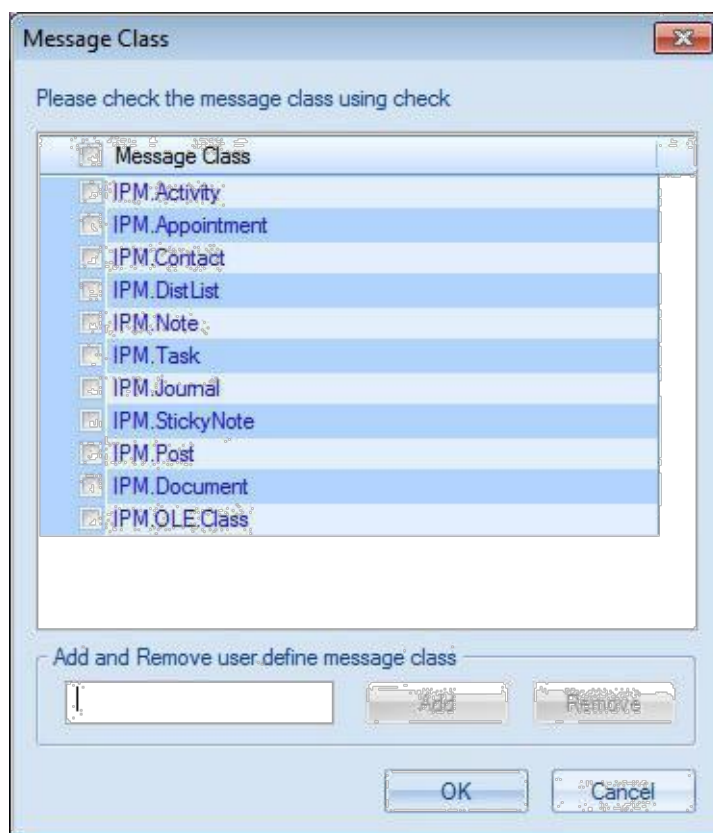 Message Class
Please check the message class using check
Message Class
IPM.Activity
IPM.Appointment
IPM.Contact
IPM.DistList
IPM.Note
IPM.Task
IPM.Journal
IPM.StickyNote
IPM.Post
IPM.Document
IPM.OLE.Class
Add and Remove user define message class
Add Remove
OK Cancel